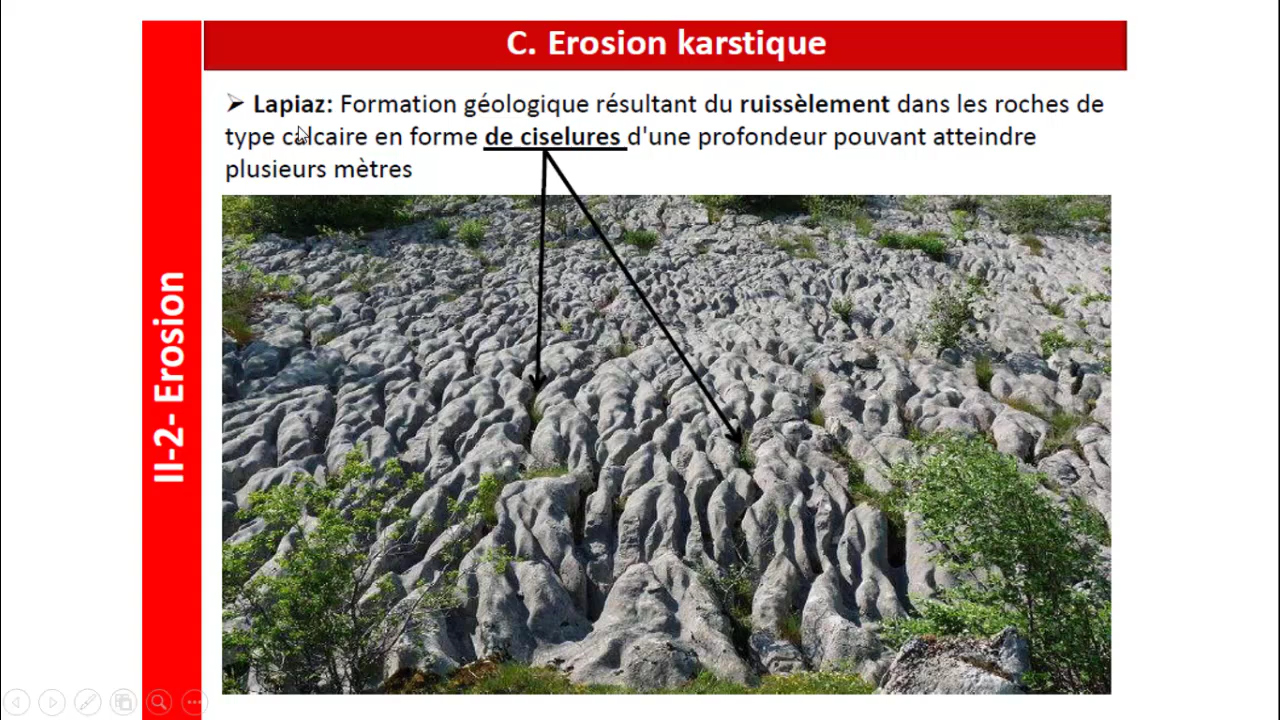 C. Erosion karstique
➢ Lapiaz: Formation géologique résultant du ruissèlement dans les roches de
type calcaire en forme de ciselures d'une profondeur pouvant atteindre
plusieurs mètres
II-2- Erosion